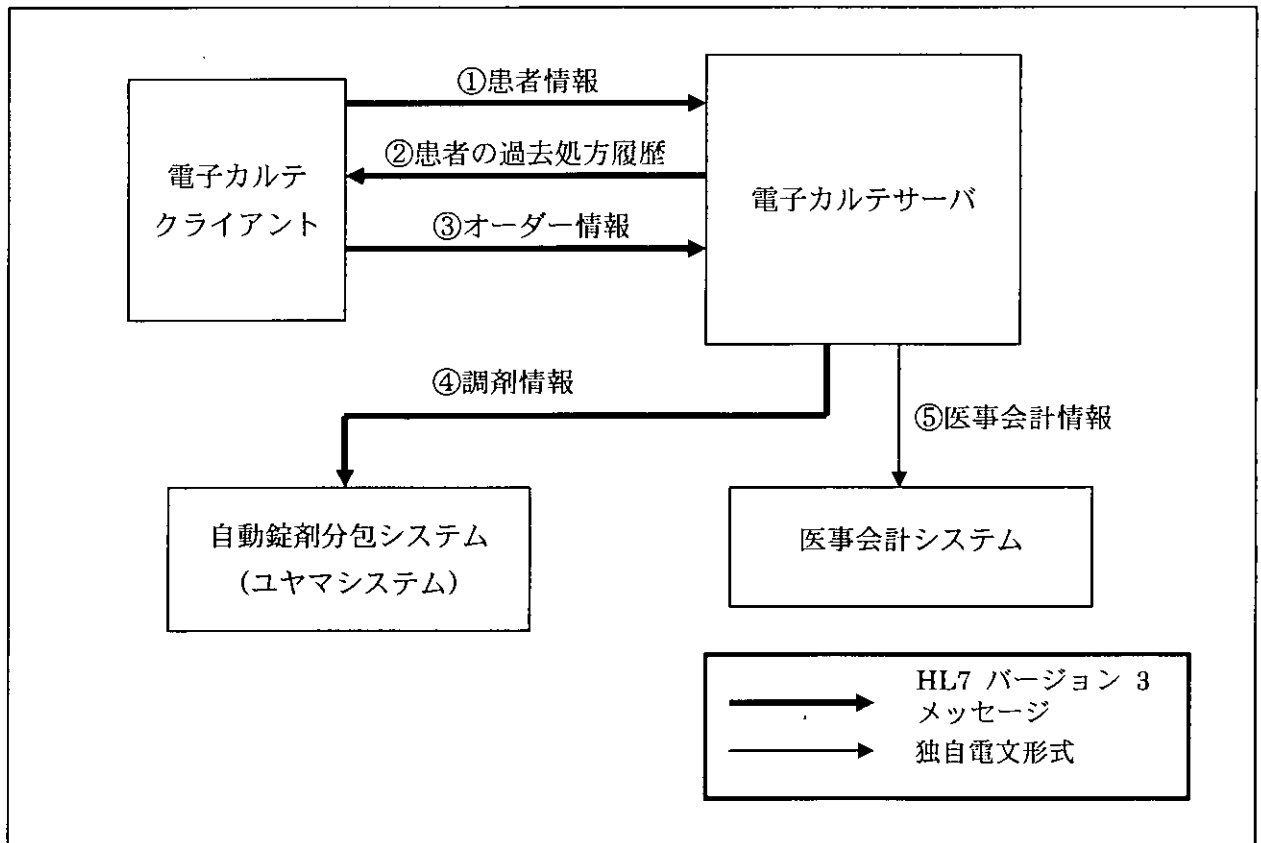 ①患者情報
②患者の過去処方履歴
③オーダー情報
電子カルテ
クライアント
電子カルテサーバ
④調剤情報
⑤医事会計情報
自動錠剤分包システム
(ユヤマシステム)
医事会計システム
HL7 バージョン 3
メッセージ
独自電文形式